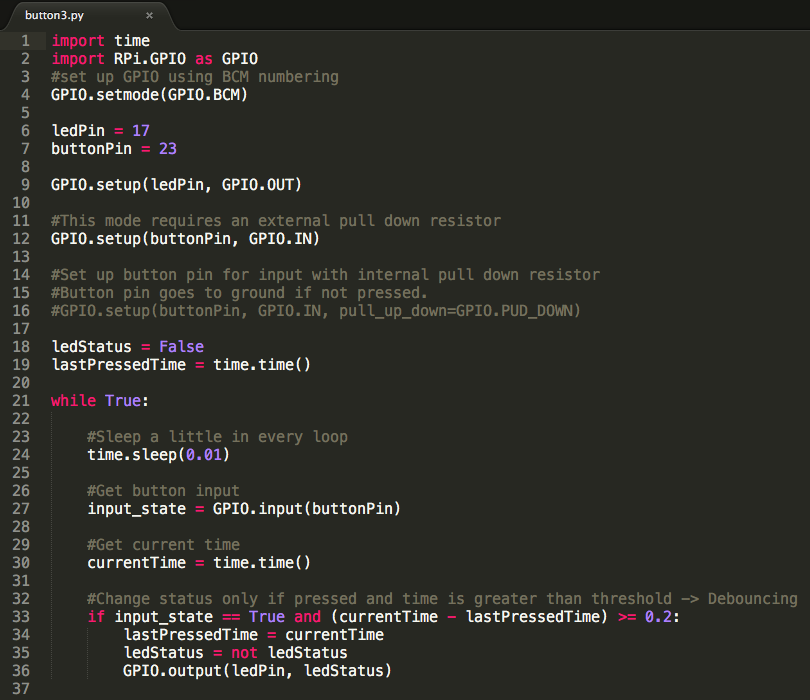 button3.py ×
1 import time
2 import RPi.GPIO as GPIO
3 #set up GPIO using BCM numbering
4 GPIO.setmode(GPIO.BCM)
5
6 ledPin = 17
7 buttonPin = 23
8
9 GPIO.setup(ledPin, GPIO.OUT)
10
11 #This mode requires an external pull down resistor
12 GPIO.setup(buttonPin, GPIO.IN)
13
14 #Set up button pin for input with internal pull down resistor
15 #Button pin goes to ground if not pressed.
16 #GPIO.setup(buttonPin, GPIO.IN, pull_up_down=GPIO.PUD_DOWN)
17
18 ledStatus = False
19 lastPressedTime = time.time()
20
21 while True:
22
23     #Sleep a little in every loop
24     time.sleep(0.01)
25
26     #Get button input
27     input_state = GPIO.input(buttonPin)
28
29     #Get current time
30     currentTime = time.time()
31
32     #Change status only if pressed and time is greater than threshold –> Debouncing
33     if input_state == True and (currentTime - lastPressedTime) >= 0.2:
34         lastPressedTime = currentTime
35         ledStatus = not ledStatus
36         GPIO.output(ledPin, ledStatus)
37